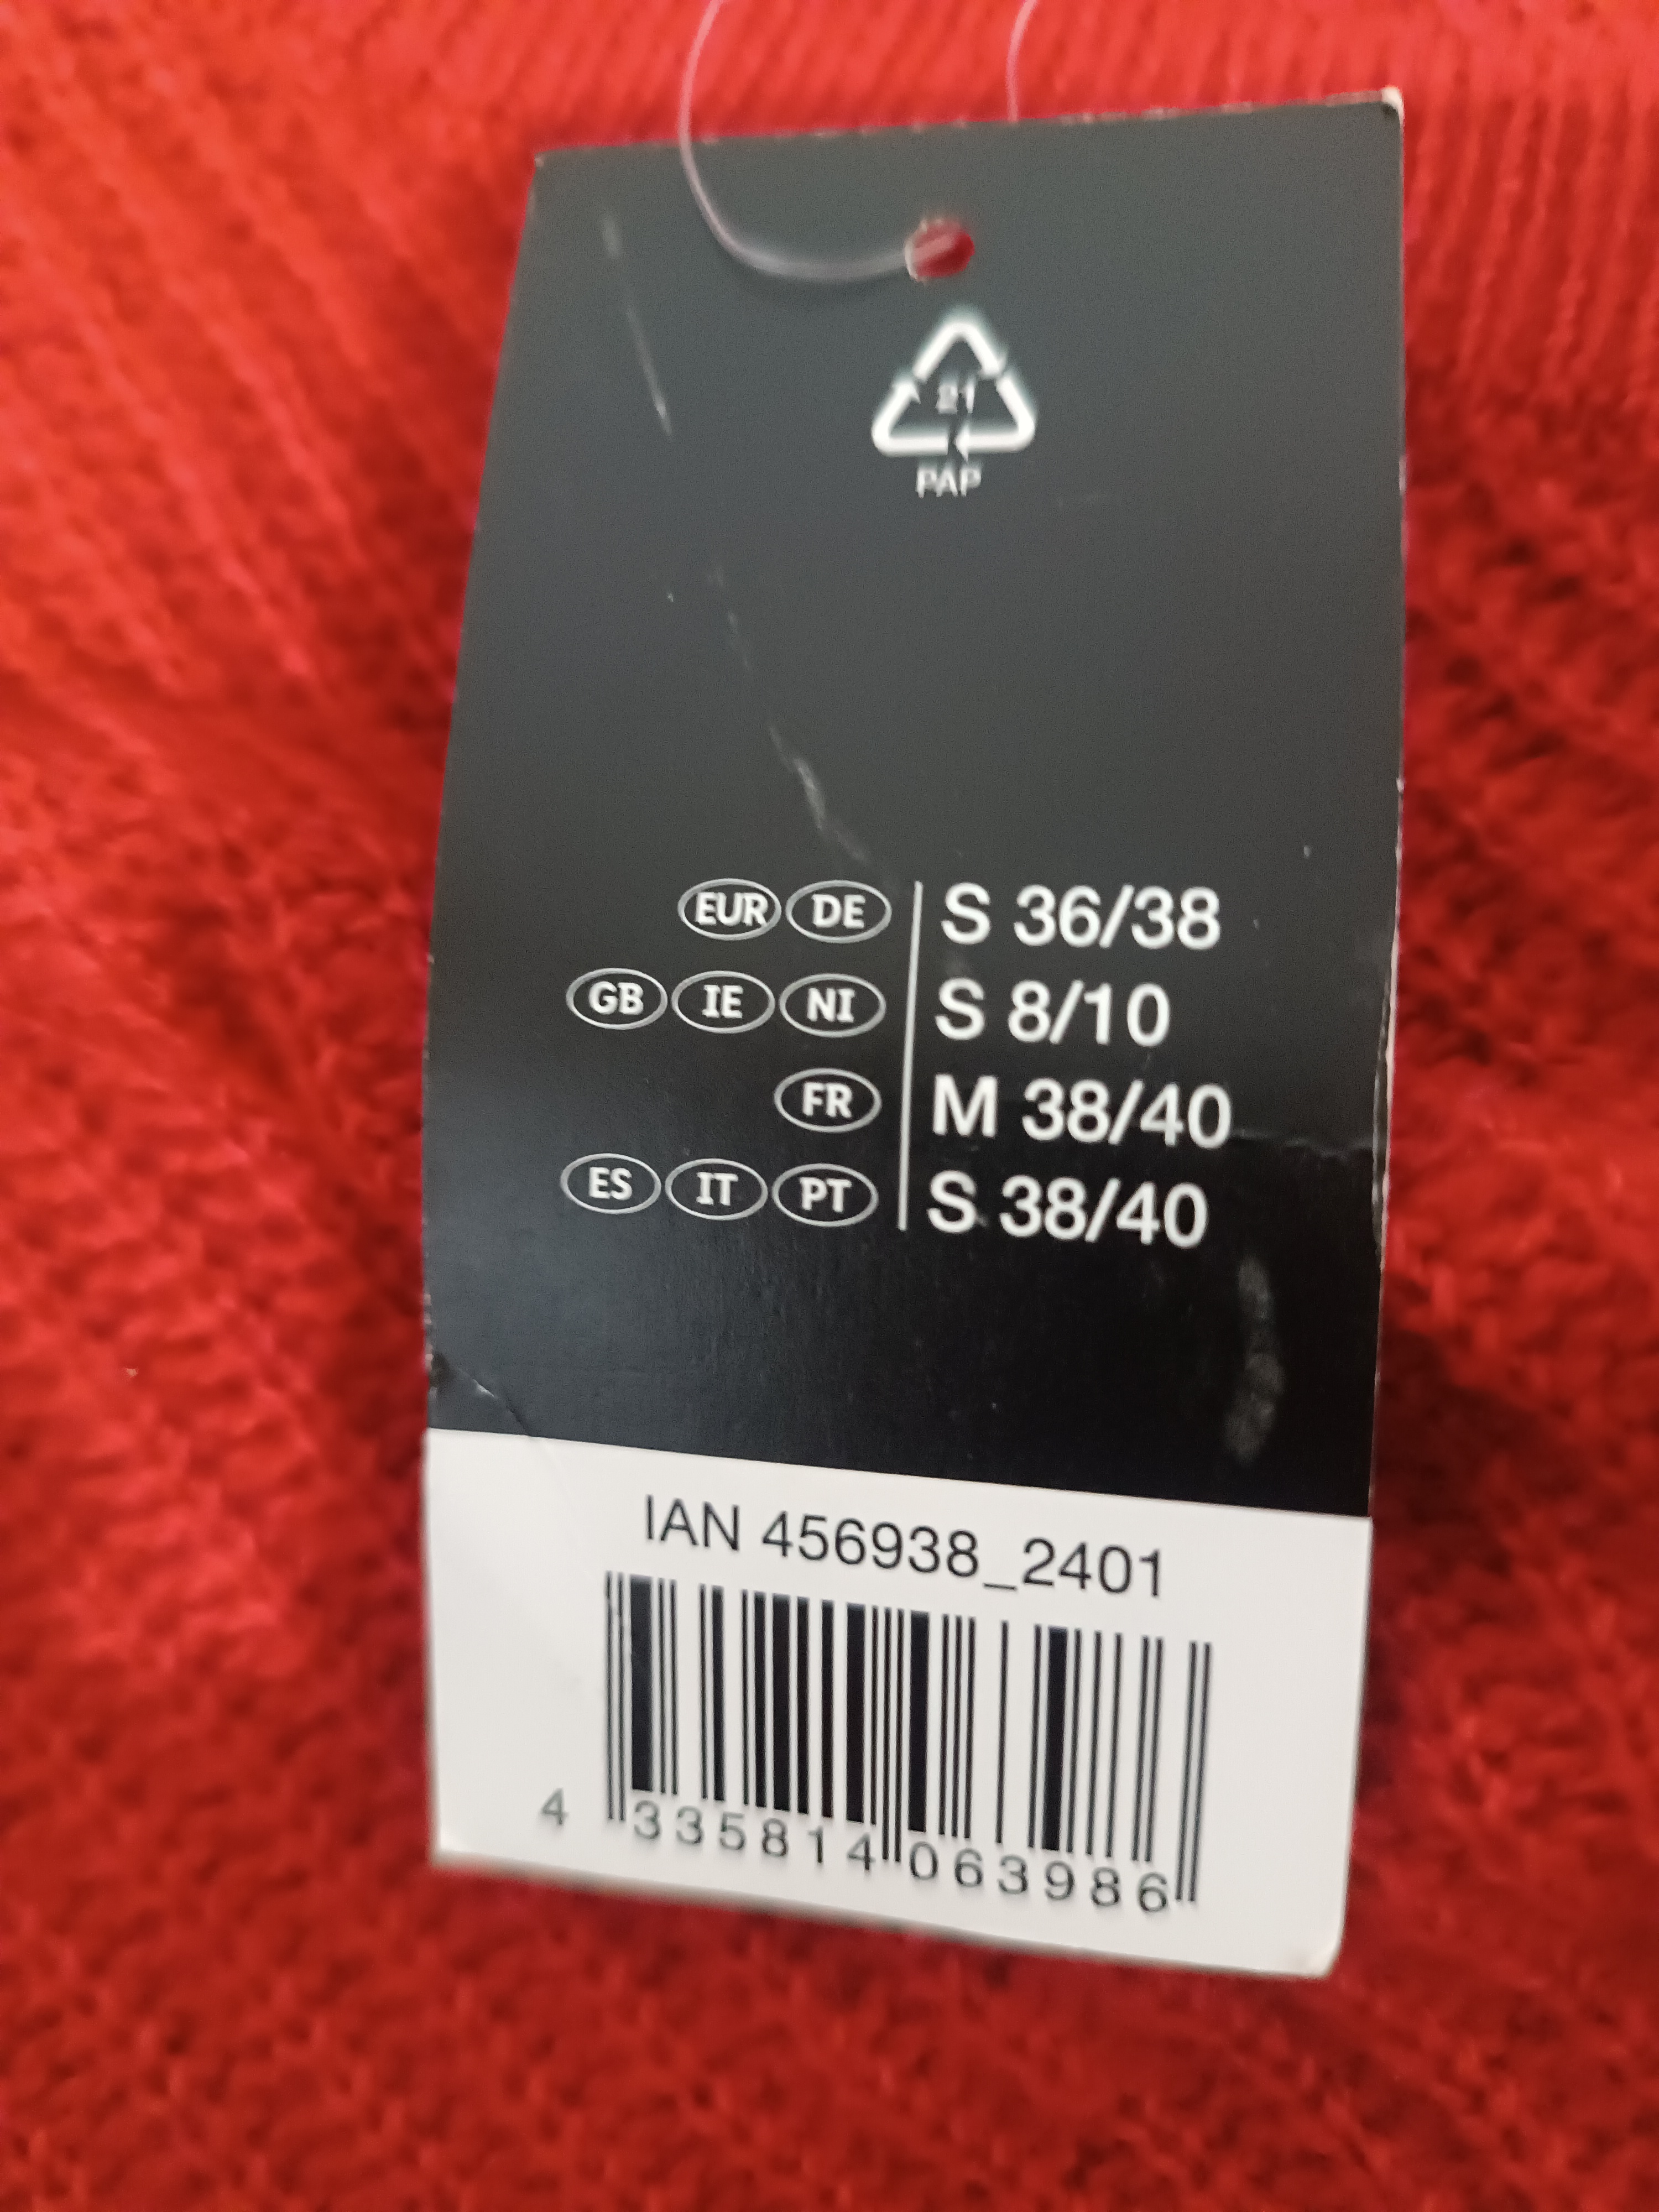 21
PAP
EUR DE S 36/38
GB IE NI S 8/10
FR M 38/40
ES IT PT S 38/40
IAN 456938_2401
4 335814 063986